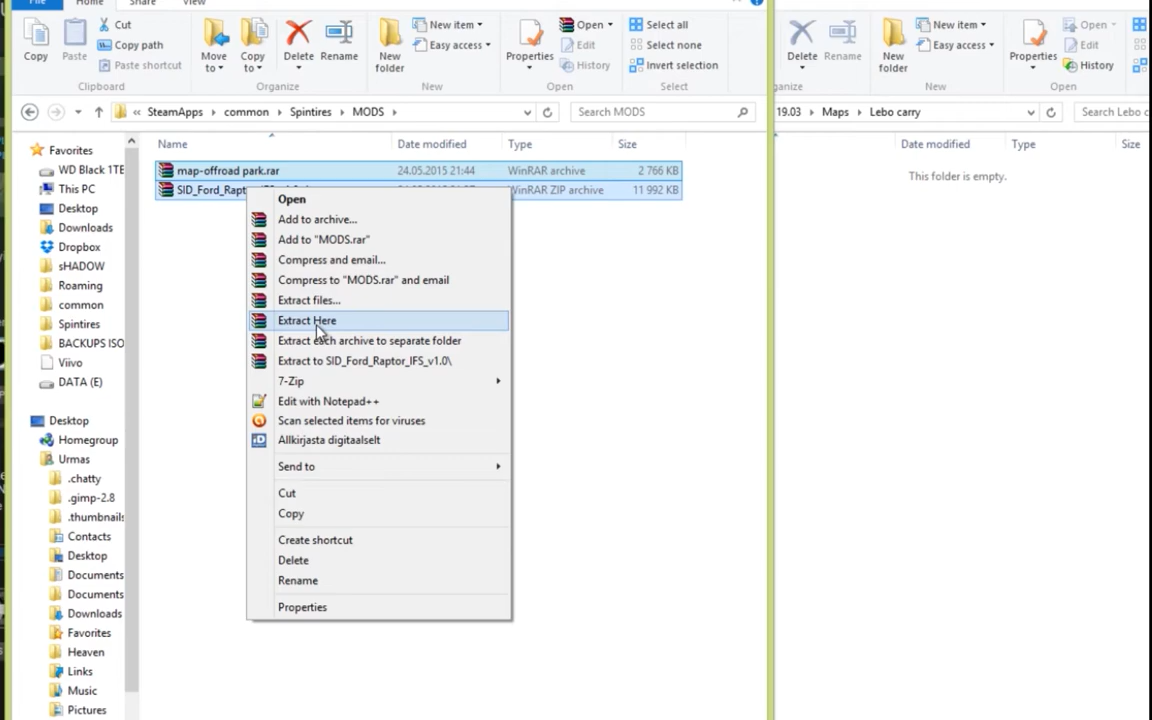 File Home Share View
Copy Paste Cut Copy path Paste shortcut Move to Copy to Delete Rename New folder New item Easy access Properties Open Edit History Select all Select none Invert selection
Clipboard Organize New Open Select
« SteamApps › common › Spintires › MODS › Search MODS
Name Date modified Type Size
map-offroad park.rar 24.05.2015 21:44 WinRAR archive 2 766 KB
SID_Ford_Rapt WinRAR ZIP archive 11 992 KB
Favorites
WD Black 1TE
This PC
Desktop
Downloads
Dropbox
sHADOW
Roaming
common
Spintires
BACKUPS ISO
Viivo
DATA (E)
Desktop
Homegroup
Urmas
.chatty
.gimp-2.8
.thumbnails
Contacts
Desktop
Documents
Documents
Downloads
Favorites
Heaven
Links
Music
Pictures
Open
Add to archive...
Add to "MODS.rar"
Compress and email...
Compress to "MODS.rar" and email
Extract files...
Extract Here
Extract each archive to separate folder
Extract to SID_Ford_Raptor_IFS_v1.0\
7-Zip
Edit with Notepad++
Scan selected items for viruses
Allkirjasta digitaalselt
Send to
Cut
Copy
Create shortcut
Delete
Rename
Properties
Delete Rename New folder New item Easy access Properties Open Edit History
ganize New Open
19.03 › Maps › Lebo carry Search Lebo c
Date modified Type Size
This folder is empty.